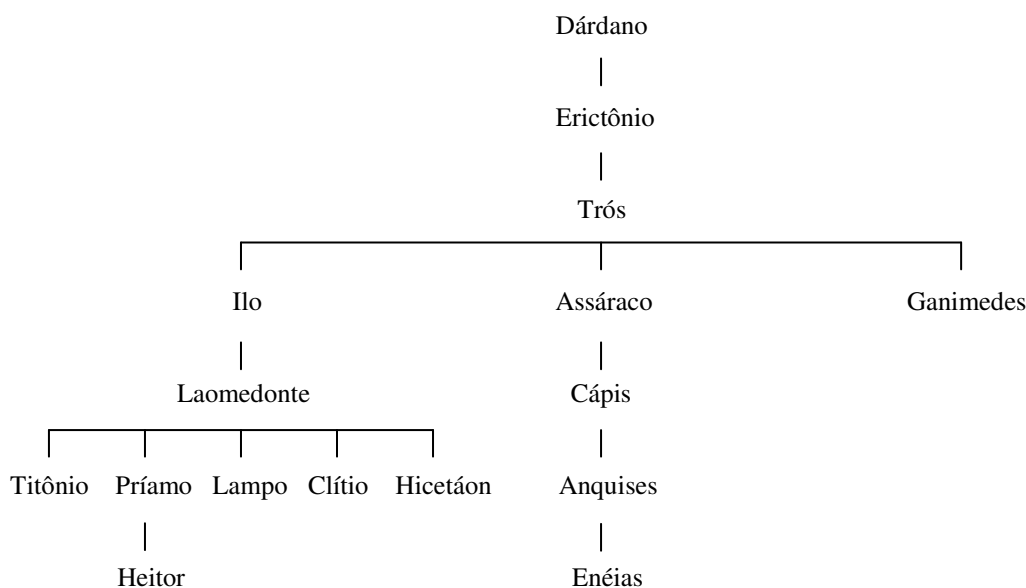 Dárdano
Erictônio
Trós
Ilo Assáraco Ganimedes
Laomedonte Cápis
Titônio Príamo Lampo Clítio Hicetáon Anquises
Heitor Enéias